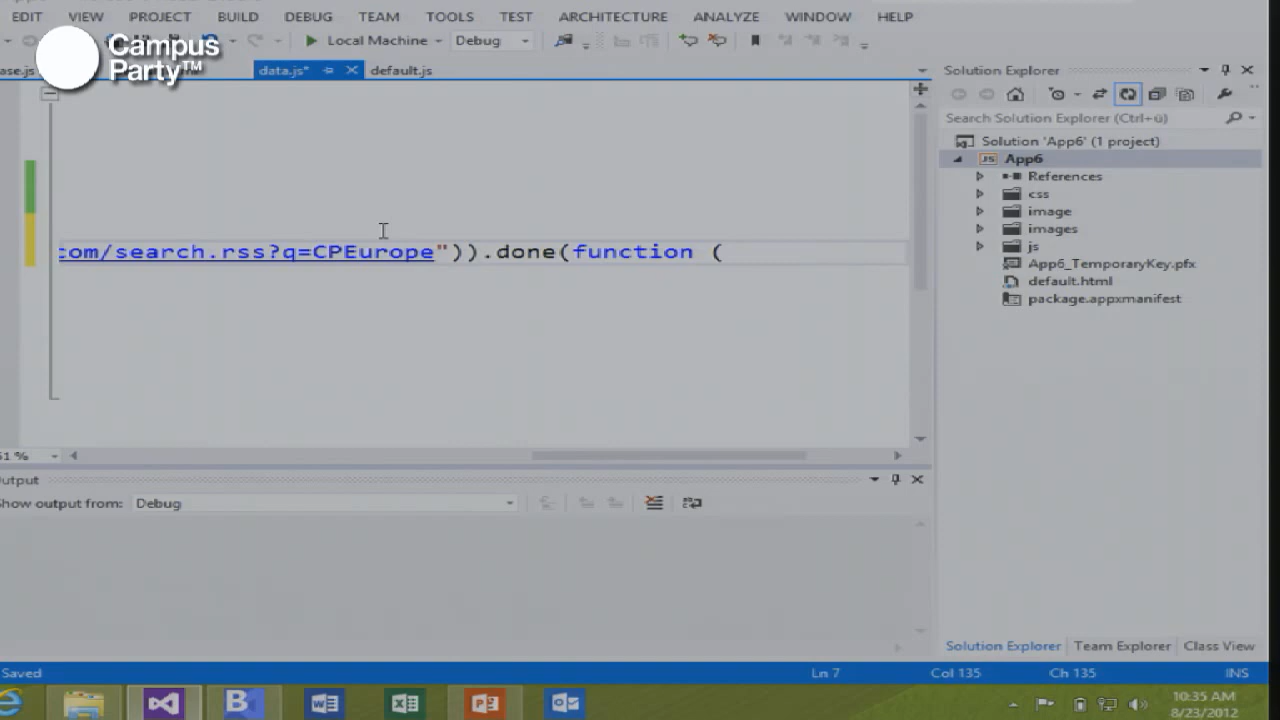 EDIT VIEW PROJECT BUILD DEBUG TEAM TOOLS TEST ARCHITECTURE ANALYZE WINDOW HELP
Local Machine Debug
Campus
Party™
data.js* default.js
Solution Explorer
Search Solution Explorer (Ctrl+ü)
Solution 'App6' (1 project)
JS App6
References
css
image
images
js
App6_TemporaryKey.pfx
default.html
package.appxmanifest
com/search.rss?q=CPEurope")).done(function (
51 %
Output
Show output from: Debug
Solution Explorer Team Explorer Class View
Saved Ln 7 Col 135 Ch 135 INS
10:35 AM
8/23/2012